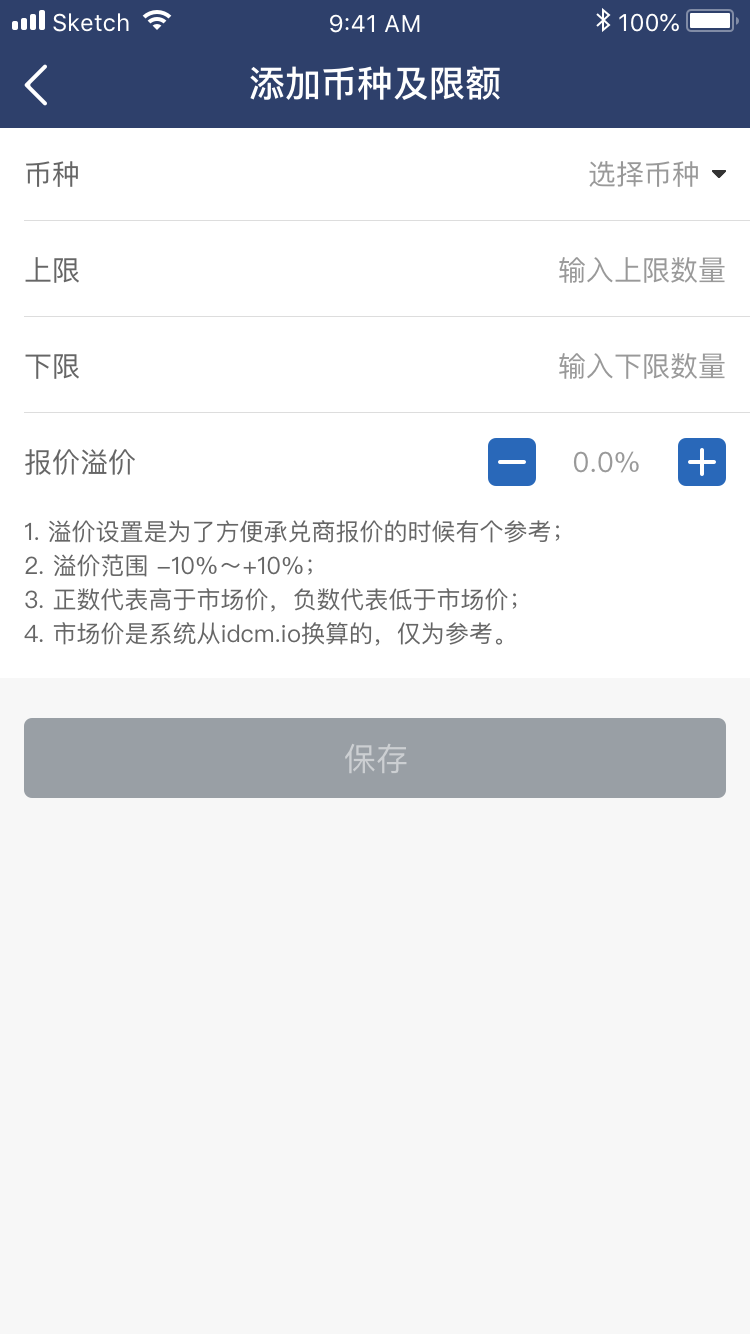 Sketch 9:41 AM 100%
添加币种及限额
币种 选择币种
上限 输入上限数量
下限 输入下限数量
报价溢价 0.0%
1. 溢价设置是为了方便承兑商报价的时候有个参考；
2. 溢价范围 –10%～+10%；
3. 正数代表高于市场价，负数代表低于市场价；
4. 市场价是系统从idcm.io换算的，仅为参考。
保存